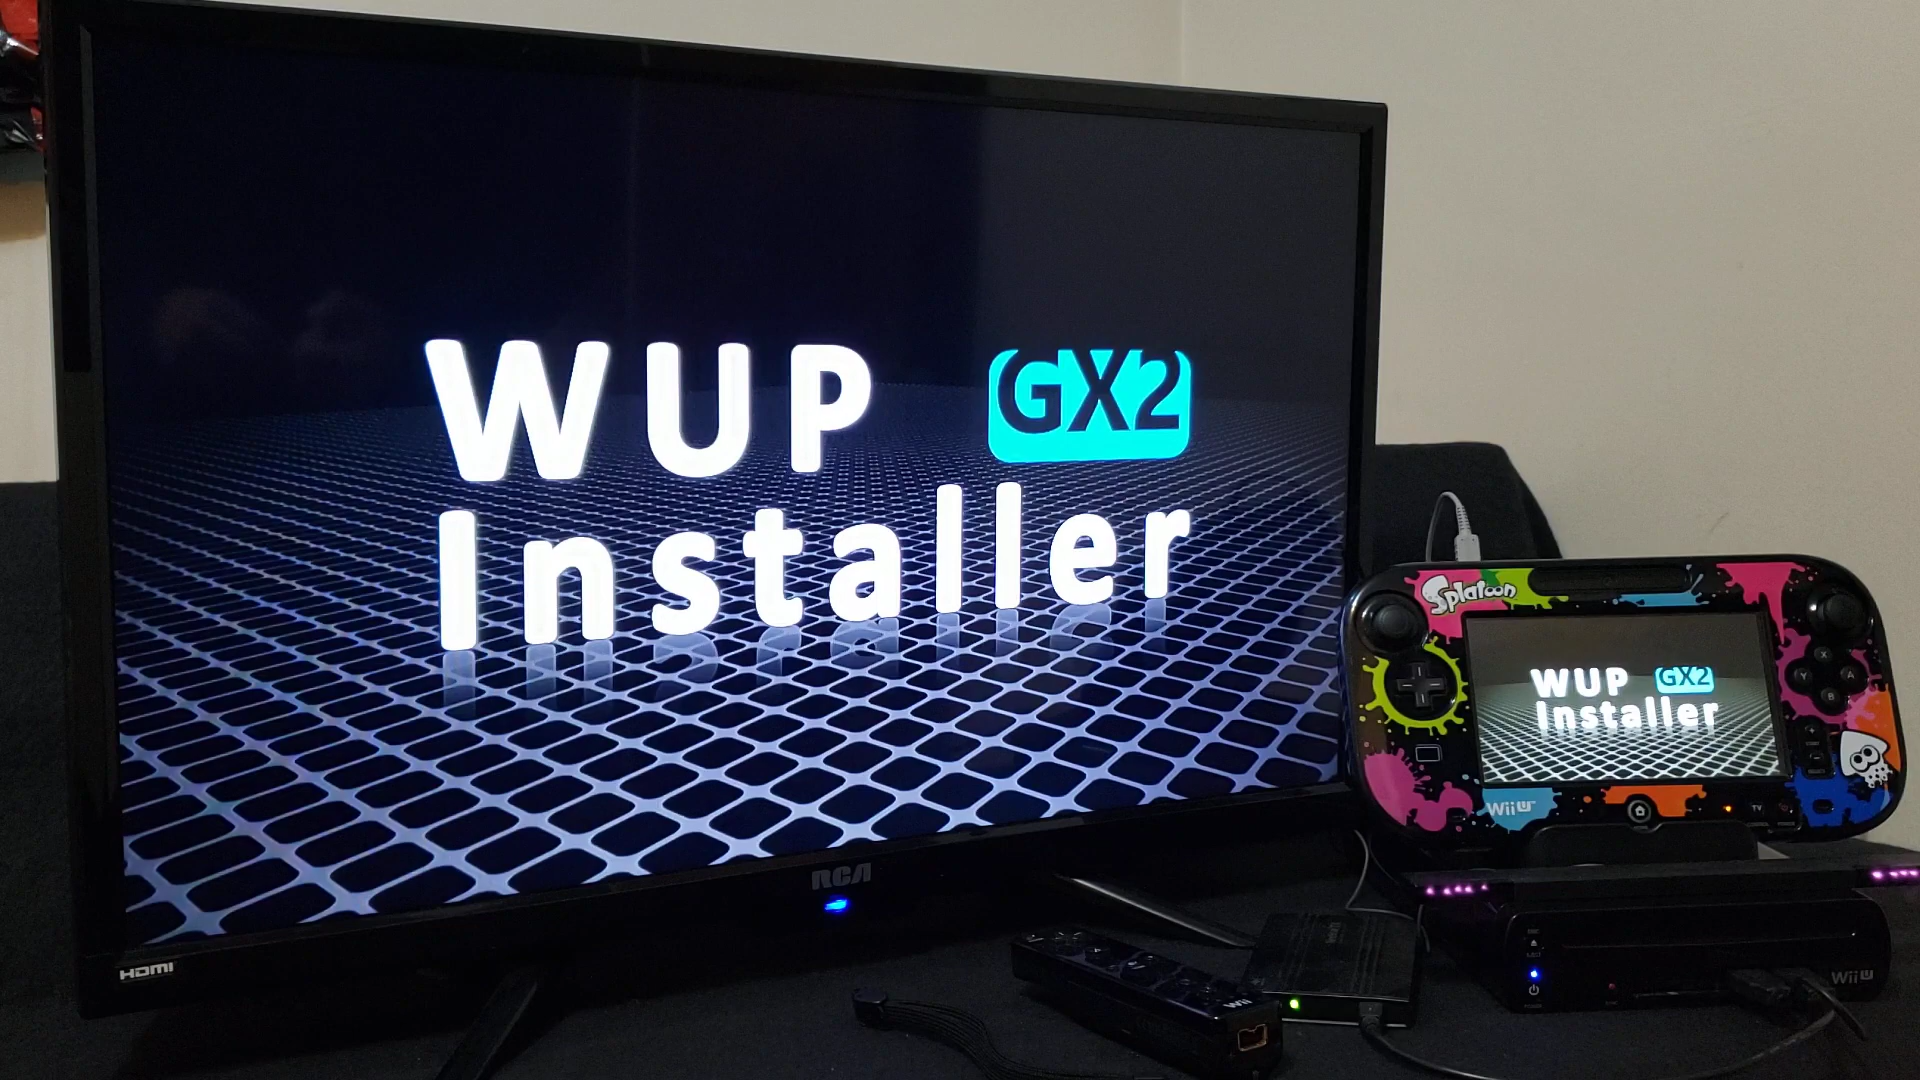 WUP GX2
Installer
RCA
HDMI
Splatoon
WUP GX2
Installer
X
Y
A
B
Wii U
TV
Wii
Wii U